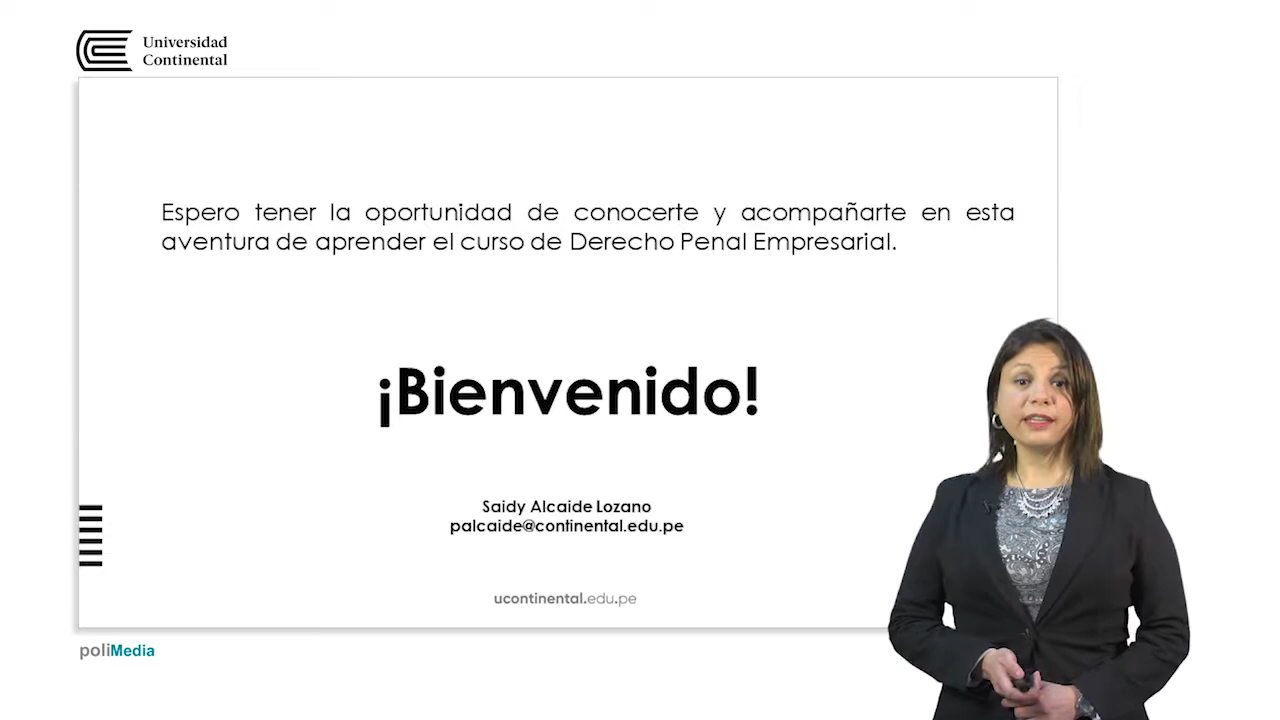 Universidad
Continental
Espero tener la oportunidad de conocerte y acompañarte en esta
aventura de aprender el curso de Derecho Penal Empresarial.
¡Bienvenido!
Saidy Alcaide Lozano
palcaide@continental.edu.pe
ucontinental.edu.pe
poliMedia